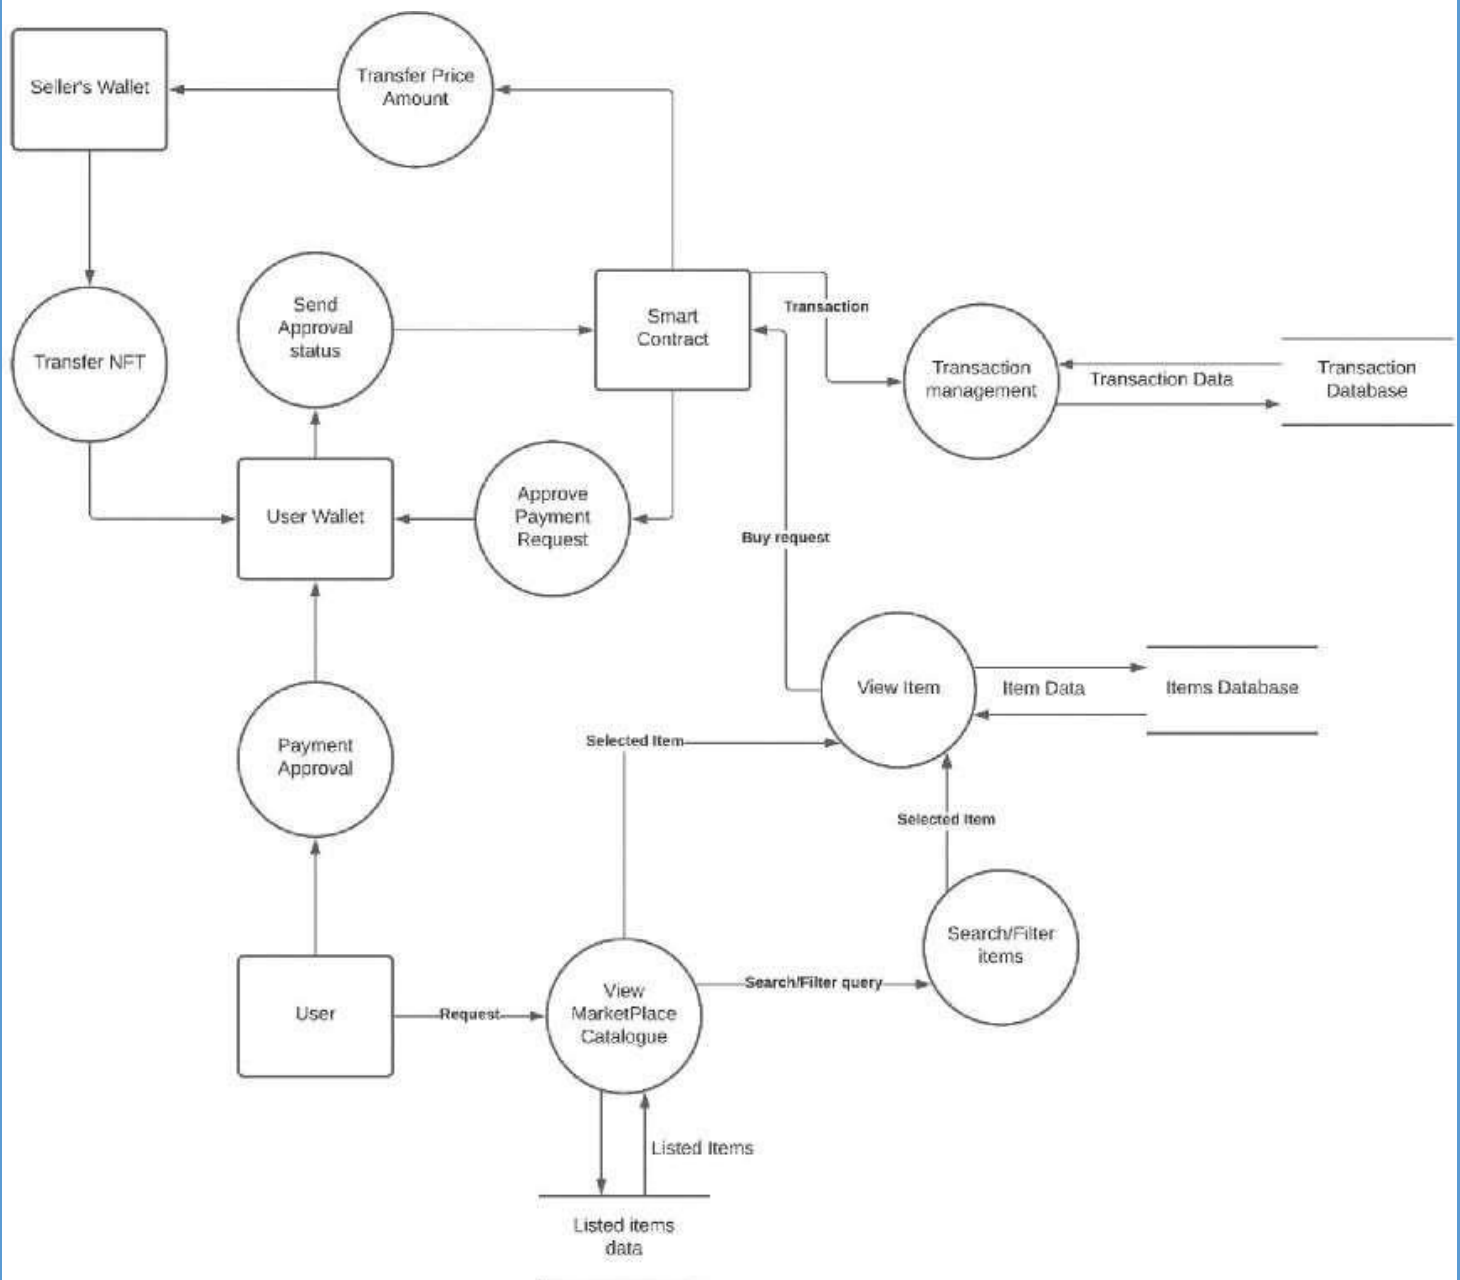 Transfer Price
Amount
Seller's Wallet
Send
Approval
status
Smart
Contract
Transaction
Transfer NFT
Transaction
management
Transaction Data
Transaction
Database
User Wallet
Approve
Payment
Request
Buy request
View Item
Item Data
Items Database
Selected Item
Payment
Approval
Selected Item
Search/Filter
items
View
MarketPlace
Catalogue
Search/Filter query
User
Request
Listed Items
Listed items
data